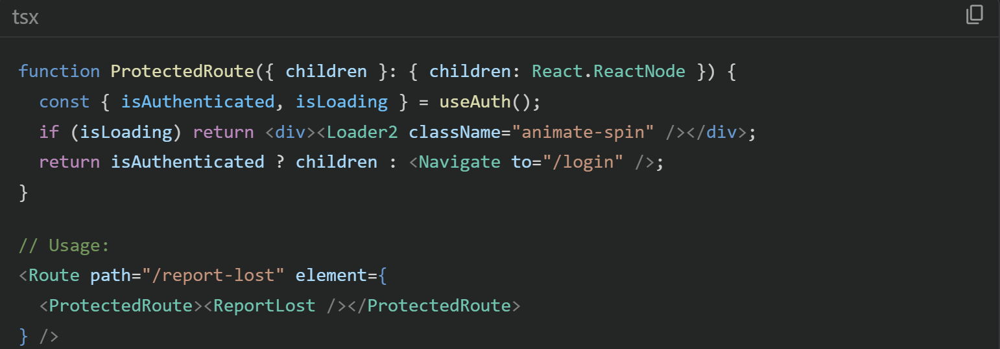 tsx
function ProtectedRoute({ children }: { children: React.ReactNode }) {
  const { isAuthenticated, isLoading } = useAuth();
  if (isLoading) return <div><Loader2 className="animate-spin" /></div>;
  return isAuthenticated ? children : <Navigate to="/login" />;
}
// Usage:
<Route path="/report-lost" element={
  <ProtectedRoute><ReportLost /></ProtectedRoute>
} />